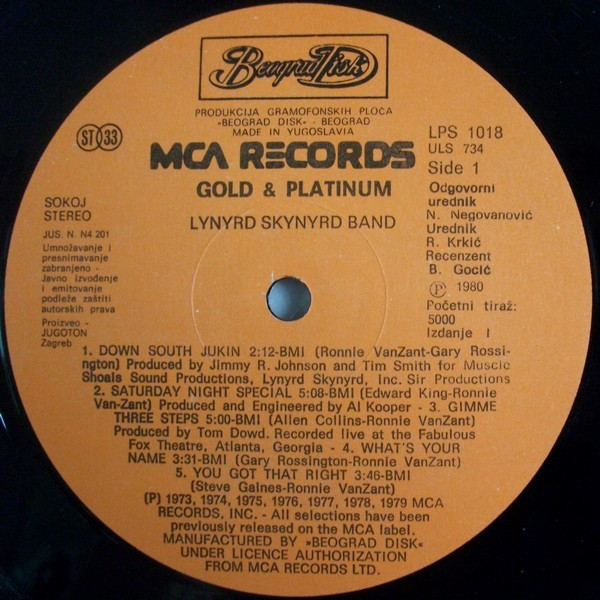 Beograd Disk
PRODUKCIJA GRAMOFONSKIH PLOČA
»BEOGRAD DISK« - BEOGRAD
MADE IN YUGOSLAVIA
ST 33
MCA RECORDS
GOLD & PLATINUM
LYNYRD SKYNYRD BAND
SOKOJ
STEREO
JUS. N. N4 201
Umnožavanje i
presnimavanje
zabranjeno -
Javno izvođenje
i emitovanje
podleže zaštiti
autorskih prava
Proizveo -
JUGOTON
Zagreb
LPS 1018
ULS 734
Side 1
Odgovorni
urednik
N. Negovanović
Urednik
R. Krkić
Recenzent
B. Gocić
Ⓟ 1980
Početni tiraž:
5000
Izdanje I
1. DOWN SOUTH JUKIN 2:12-BMI (Ronnie VanZant-Gary Rossi-
ngton) Produced by Jimmy R. Johnson and Tim Smith for Muscle
Shoals Sound Productions, Lynyrd Skynyrd, Inc. Sir Productions
2. SATURDAY NIGHT SPECIAL 5:08-BMI (Edward King-Ronnie
Van-Zant) Produced and Engineered by Al Kooper - 3. GIMME
THREE STEPS 5:00-BMI (Allen Collins-Ronnie VanZant)
Produced by Tom Dowd. Recorded live at the Fabulous
Fox Theatre, Atlanta, Georgia - 4. WHAT'S YOUR
NAME 3:31-BMI (Gary Rossington-Ronnie VanZant)
5. YOU GOT THAT RIGHT 3:46-BMI
(Steve Gaines-Ronnie VanZant)
(P) 1973, 1974, 1975, 1976, 1977, 1978, 1979 MCA
RECORDS, INC. - All selections have been
previously released on the MCA label.
MANUFACTURED BY »BEOGRAD DISK«
UNDER LICENCE AUTHORIZATION
FROM MCA RECORDS LTD.